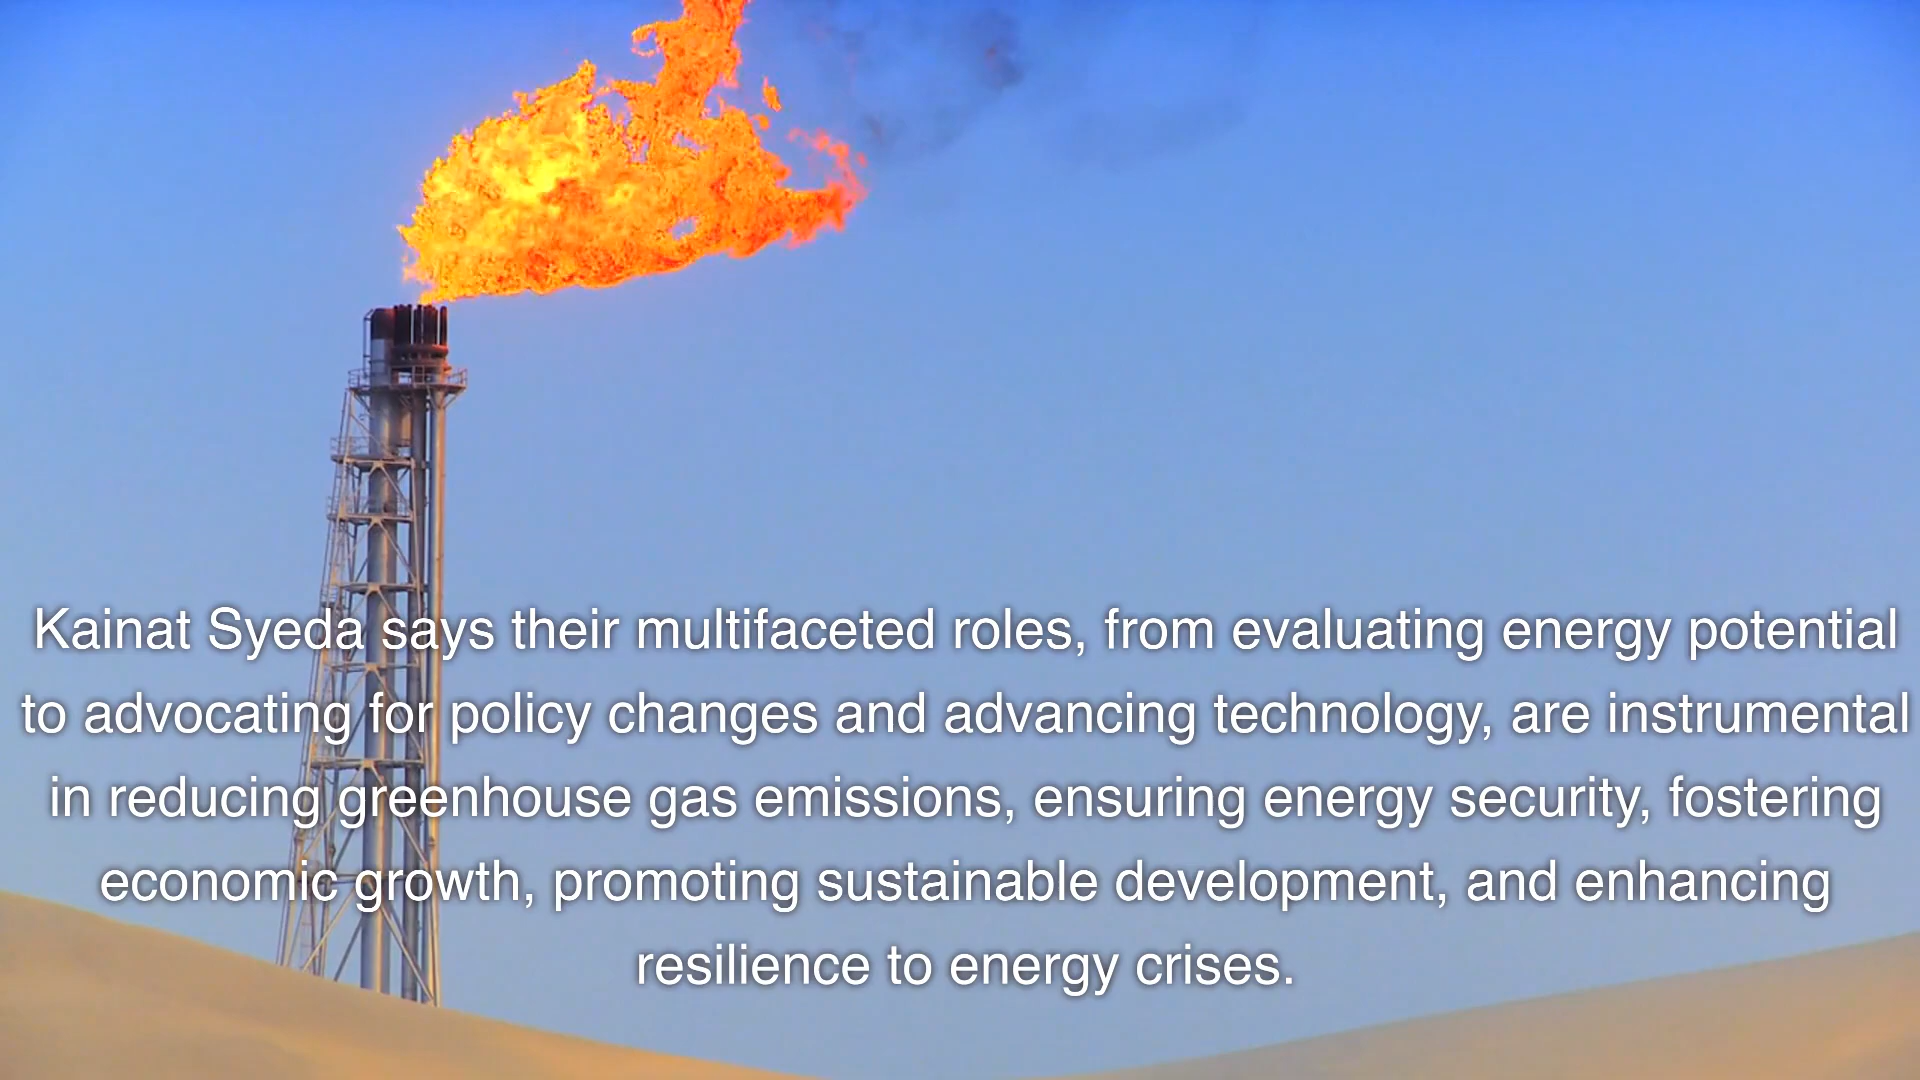 Kainat Syeda says their multifaceted roles, from evaluating energy potential
to advocating for policy changes and advancing technology, are instrumental
in reducing greenhouse gas emissions, ensuring energy security, fostering
economic growth, promoting sustainable development, and enhancing
resilience to energy crises.